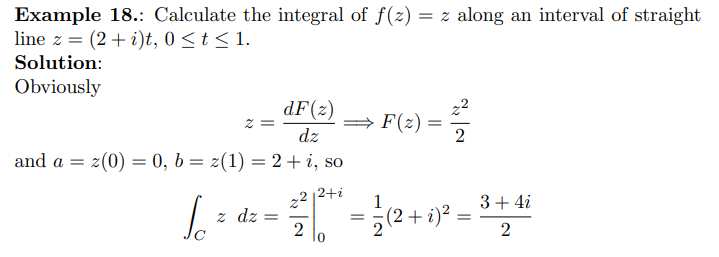 Example 18.: Calculate the integral of f(z) = z along an interval of straight
line z = (2 + i)t, 0 ≤ t ≤ 1.
Solution:
Obviously
z = dF(z)/dz ⟹ F(z) = z²/2
and a = z(0) = 0, b = z(1) = 2 + i, so
∫_C z dz = z²/2 |₀^{2+i} = 1/2 (2 + i)² = (3 + 4i)/2